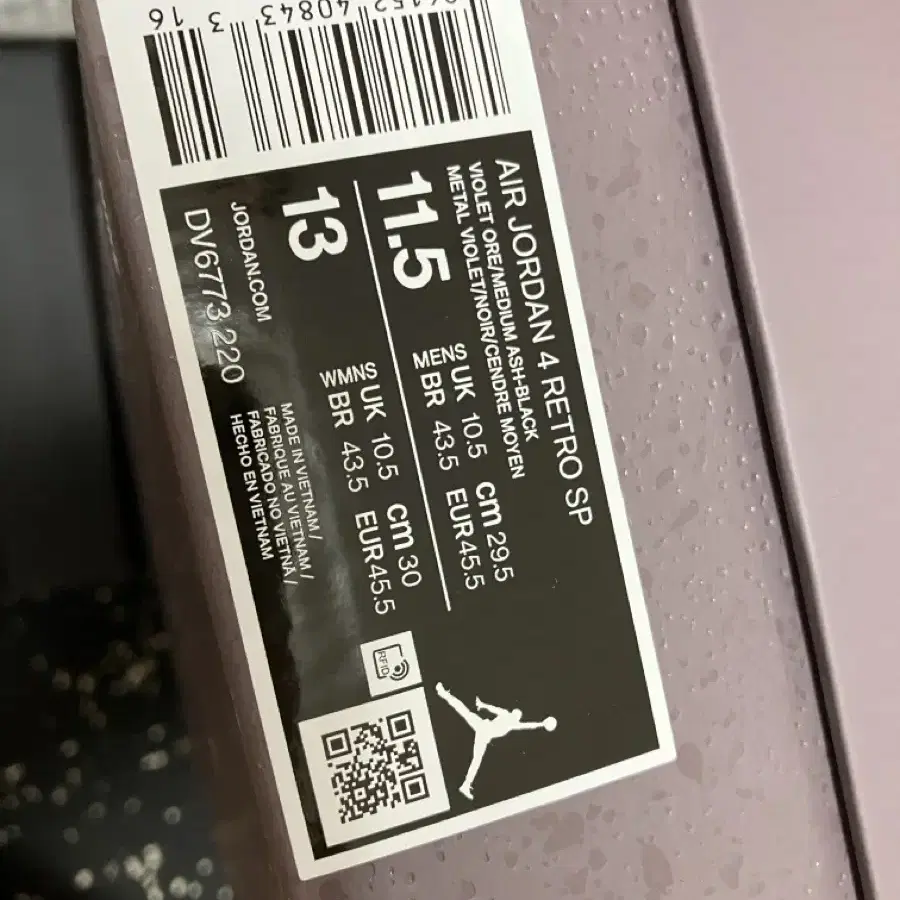 AIR JORDAN 4 RETRO SP
VIOLET ORE/MEDIUM ASH-BLACK
METAL VIOLET/NOIR/CENDRE MOYEN
11.5
MENS UK 10.5 cm 29.5
BR 43.5 EUR 45.5
13
WMNS UK 10.5 cm 30
BR 43.5 EUR 45.5
JORDAN.COM
DV6773 220
MADE IN VIETNAM /
FABRIQUE AU VIETNAM /
FABRICADO NO VIETNÃ /
HECHO EN VIETNAM
RFID
40843 3 16